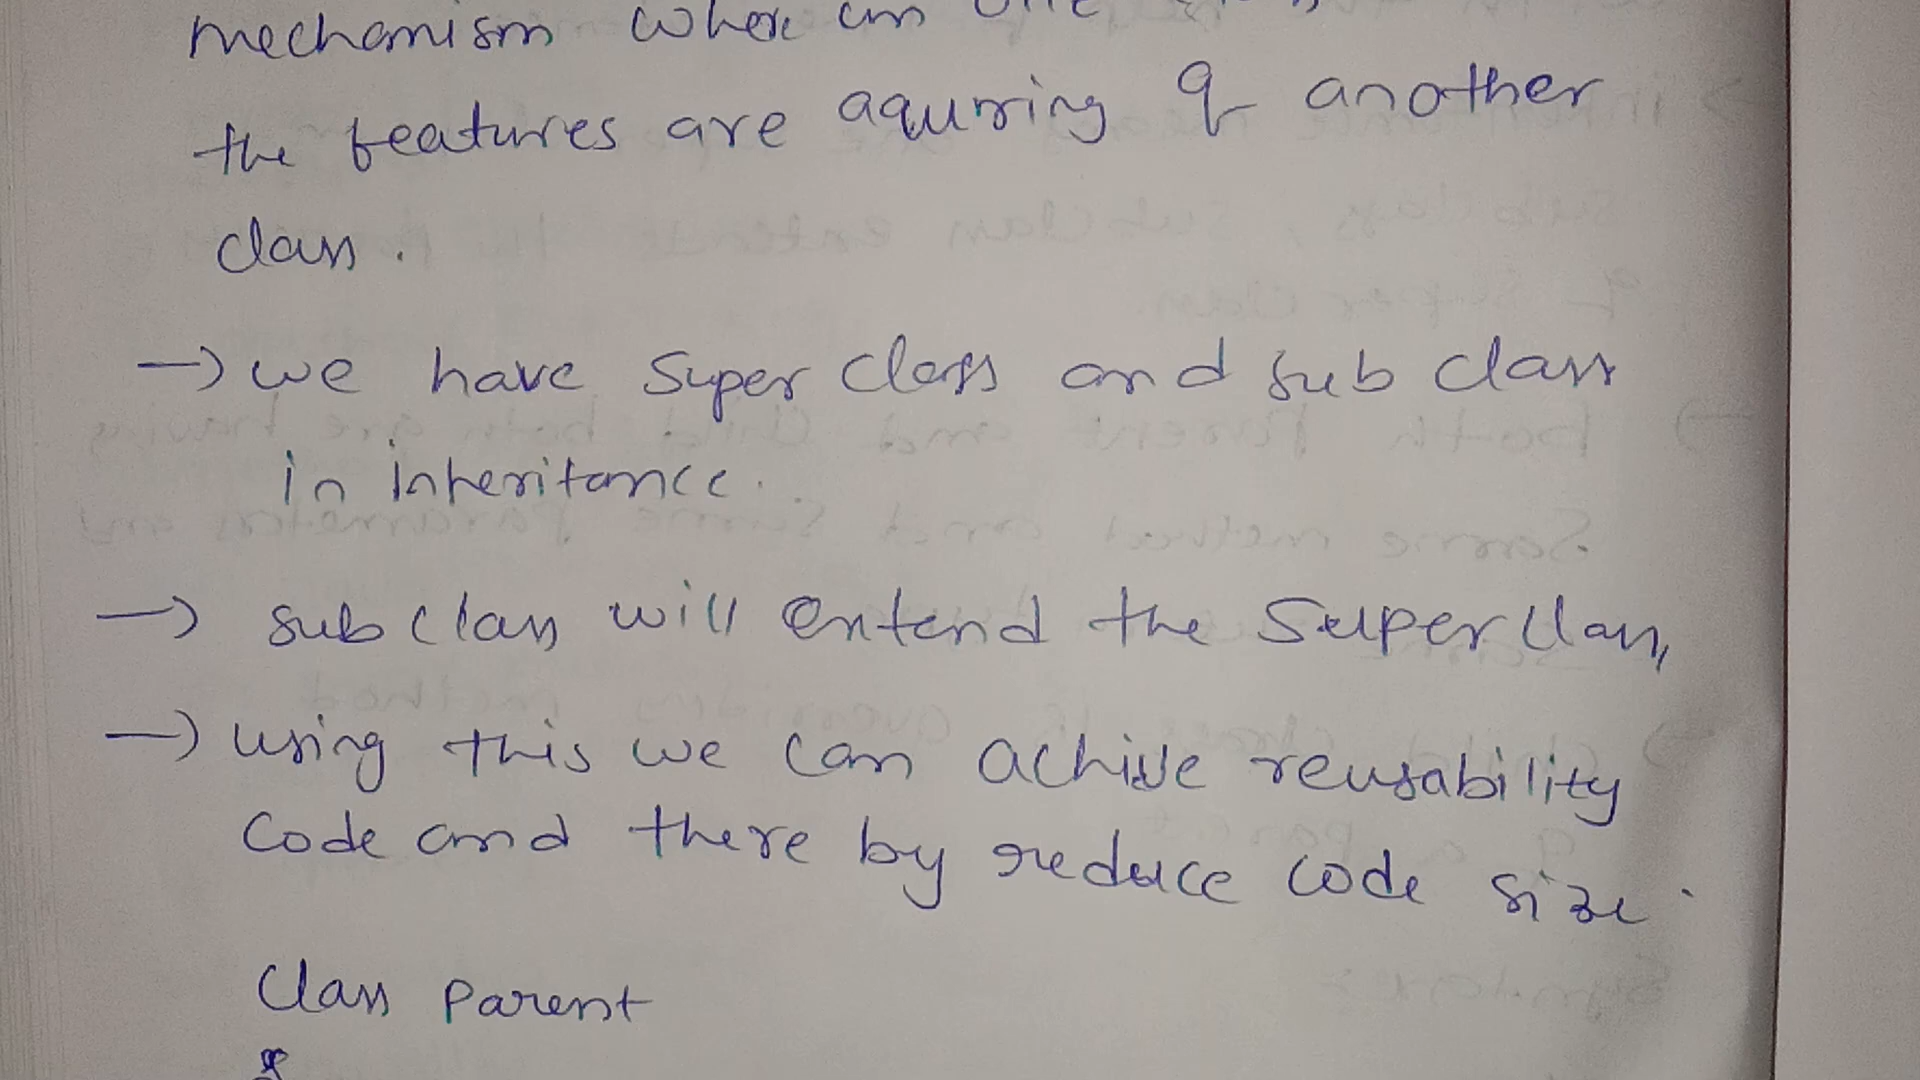 mechanism where in one
the features are aquring of another
class.
→ we have Super class and sub class
in inheritance.
→ sub class will extend the Super class,
→ using this we can achive reusability
Code and there by reduce code size.
Class parent
{